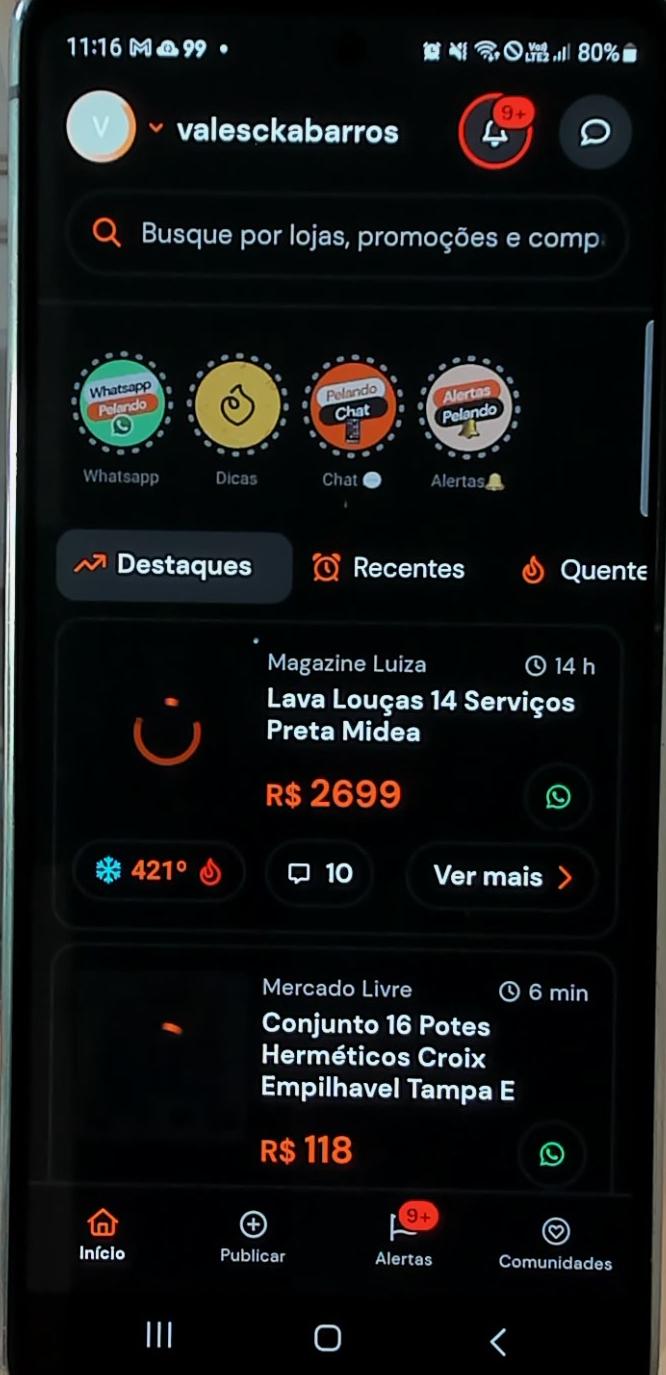 11:16 M 99 •
Vo) LTE2 80%
V valesckabarros 9+
Busque por lojas, promoções e comp
Whatsapp Pelando
Pelando Chat
Alertas Pelando
Whatsapp Dicas Chat Alertas
Destaques Recentes Quente
Magazine Luiza 14 h
Lava Louças 14 Serviços
Preta Midea
R$ 2699
421° 10 Ver mais
Mercado Livre 6 min
Conjunto 16 Potes
Herméticos Croix
Empilhavel Tampa E
R$ 118
9+
Início Publicar Alertas Comunidades